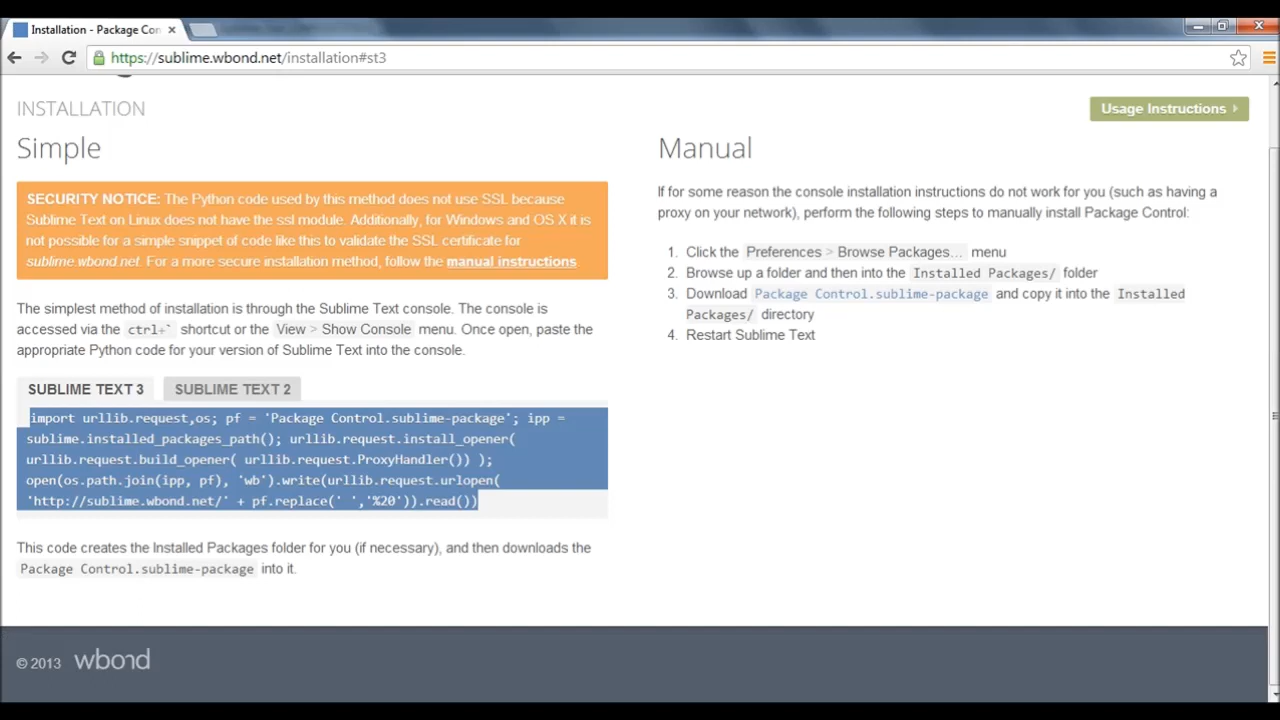 Installation - Package Con
https://sublime.wbond.net/installation#st3
INSTALLATION
Usage Instructions
Simple
SECURITY NOTICE: The Python code used by this method does not use SSL because
Sublime Text on Linux does not have the ssl module. Additionally, for Windows and OS X it is
not possible for a simple snippet of code like this to validate the SSL certificate for
sublime.wbond.net. For a more secure installation method, follow the manual instructions.
The simplest method of installation is through the Sublime Text console. The console is
accessed via the ctrl+` shortcut or the View > Show Console menu. Once open, paste the
appropriate Python code for your version of Sublime Text into the console.
SUBLIME TEXT 3 SUBLIME TEXT 2
import urllib.request,os; pf = 'Package Control.sublime-package'; ipp =
sublime.installed_packages_path(); urllib.request.install_opener(
urllib.request.build_opener( urllib.request.ProxyHandler()) );
open(os.path.join(ipp, pf), 'wb').write(urllib.request.urlopen(
'http://sublime.wbond.net/' + pf.replace(' ','%20')).read())
This code creates the Installed Packages folder for you (if necessary), and then downloads the
Package Control.sublime-package into it.
Manual
If for some reason the console installation instructions do not work for you (such as having a
proxy on your network), perform the following steps to manually install Package Control:
1. Click the Preferences > Browse Packages… menu
2. Browse up a folder and then into the Installed Packages/ folder
3. Download Package Control.sublime-package and copy it into the Installed
Packages/ directory
4. Restart Sublime Text
© 2013 wbond